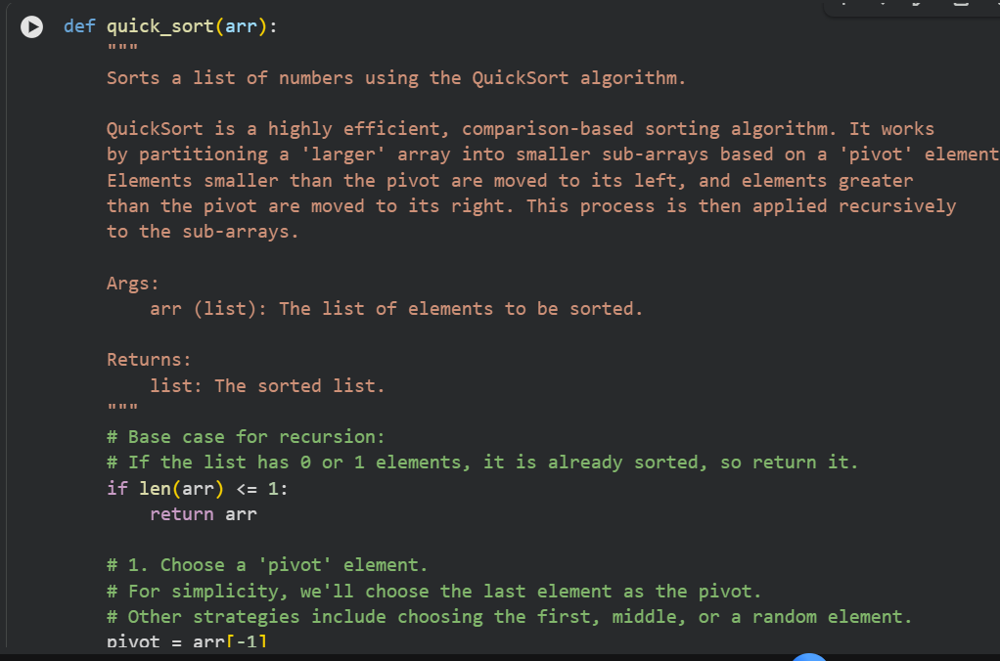 def quick_sort(arr):
    """
    Sorts a list of numbers using the QuickSort algorithm.

    QuickSort is a highly efficient, comparison-based sorting algorithm. It works
    by partitioning a 'larger' array into smaller sub-arrays based on a 'pivot' element
    Elements smaller than the pivot are moved to its left, and elements greater
    than the pivot are moved to its right. This process is then applied recursively
    to the sub-arrays.

    Args:
        arr (list): The list of elements to be sorted.

    Returns:
        list: The sorted list.
    """
    # Base case for recursion:
    # If the list has 0 or 1 elements, it is already sorted, so return it.
    if len(arr) <= 1:
        return arr

    # 1. Choose a 'pivot' element.
    # For simplicity, we'll choose the last element as the pivot.
    # Other strategies include choosing the first, middle, or a random element.
    pivot = arr[-1]